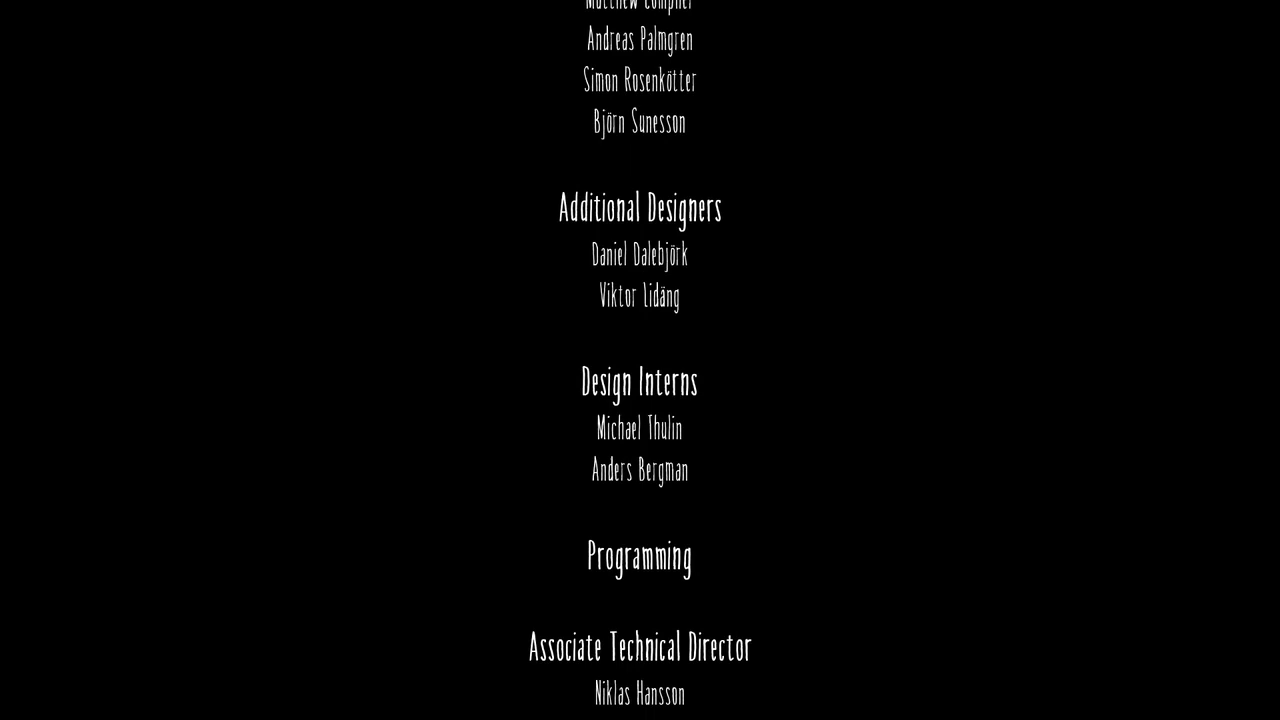 Andreas Palmgren
Simon Rosenkötter
Björn Sunesson
Additional Designers
Daniel Dalebjörk
Viktor Lidäng
Design Interns
Michael Thulin
Anders Bergman
Programming
Associate Technical Director
Niklas Hansson